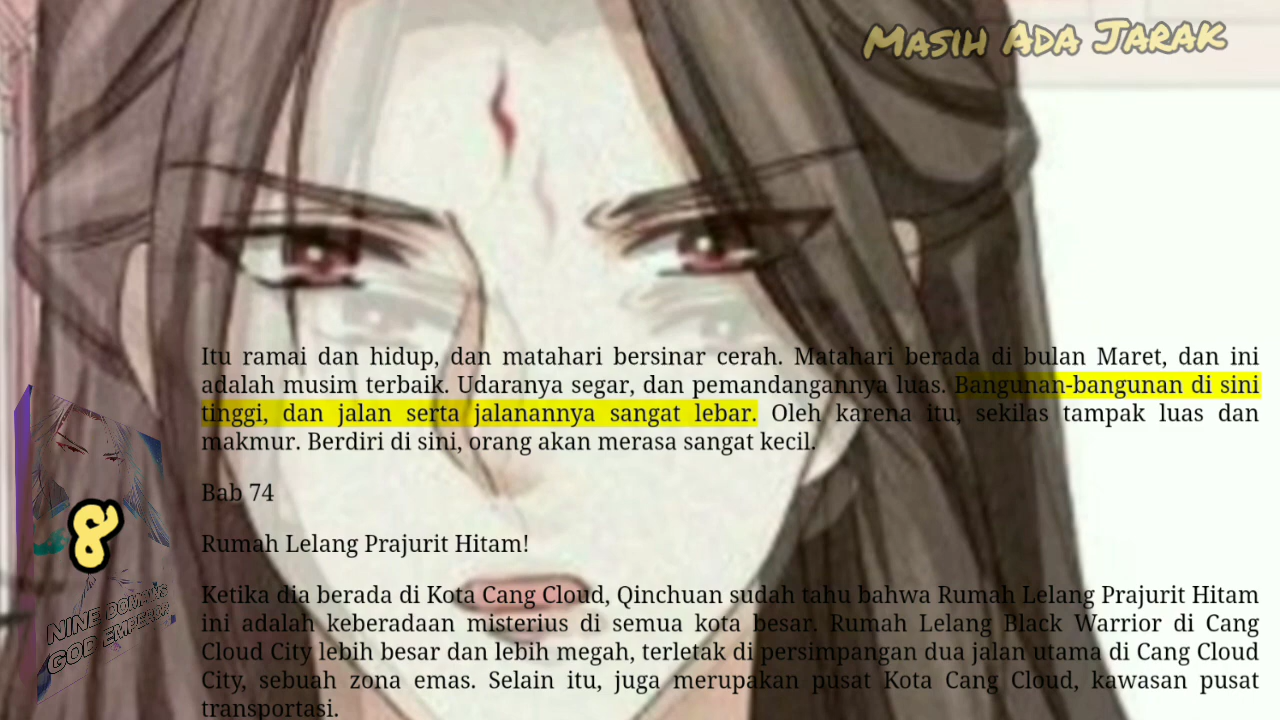 Masih Ada Jarak
Itu ramai dan hidup, dan matahari bersinar cerah. Matahari berada di bulan Maret, dan ini
adalah musim terbaik. Udaranya segar, dan pemandangannya luas. Bangunan-bangunan di sini
tinggi, dan jalan serta jalanannya sangat lebar. Oleh karena itu, sekilas tampak luas dan
makmur. Berdiri di sini, orang akan merasa sangat kecil.
Bab 74
Rumah Lelang Prajurit Hitam!
Ketika dia berada di Kota Cang Cloud, Qinchuan sudah tahu bahwa Rumah Lelang Prajurit Hitam
ini adalah keberadaan misterius di semua kota besar. Rumah Lelang Black Warrior di Cang
Cloud City lebih besar dan lebih megah, terletak di persimpangan dua jalan utama di Cang Cloud
City, sebuah zona emas. Selain itu, juga merupakan pusat Kota Cang Cloud, kawasan pusat
transportasi.
8
NINE DOMAINS
GOD EMPEROR